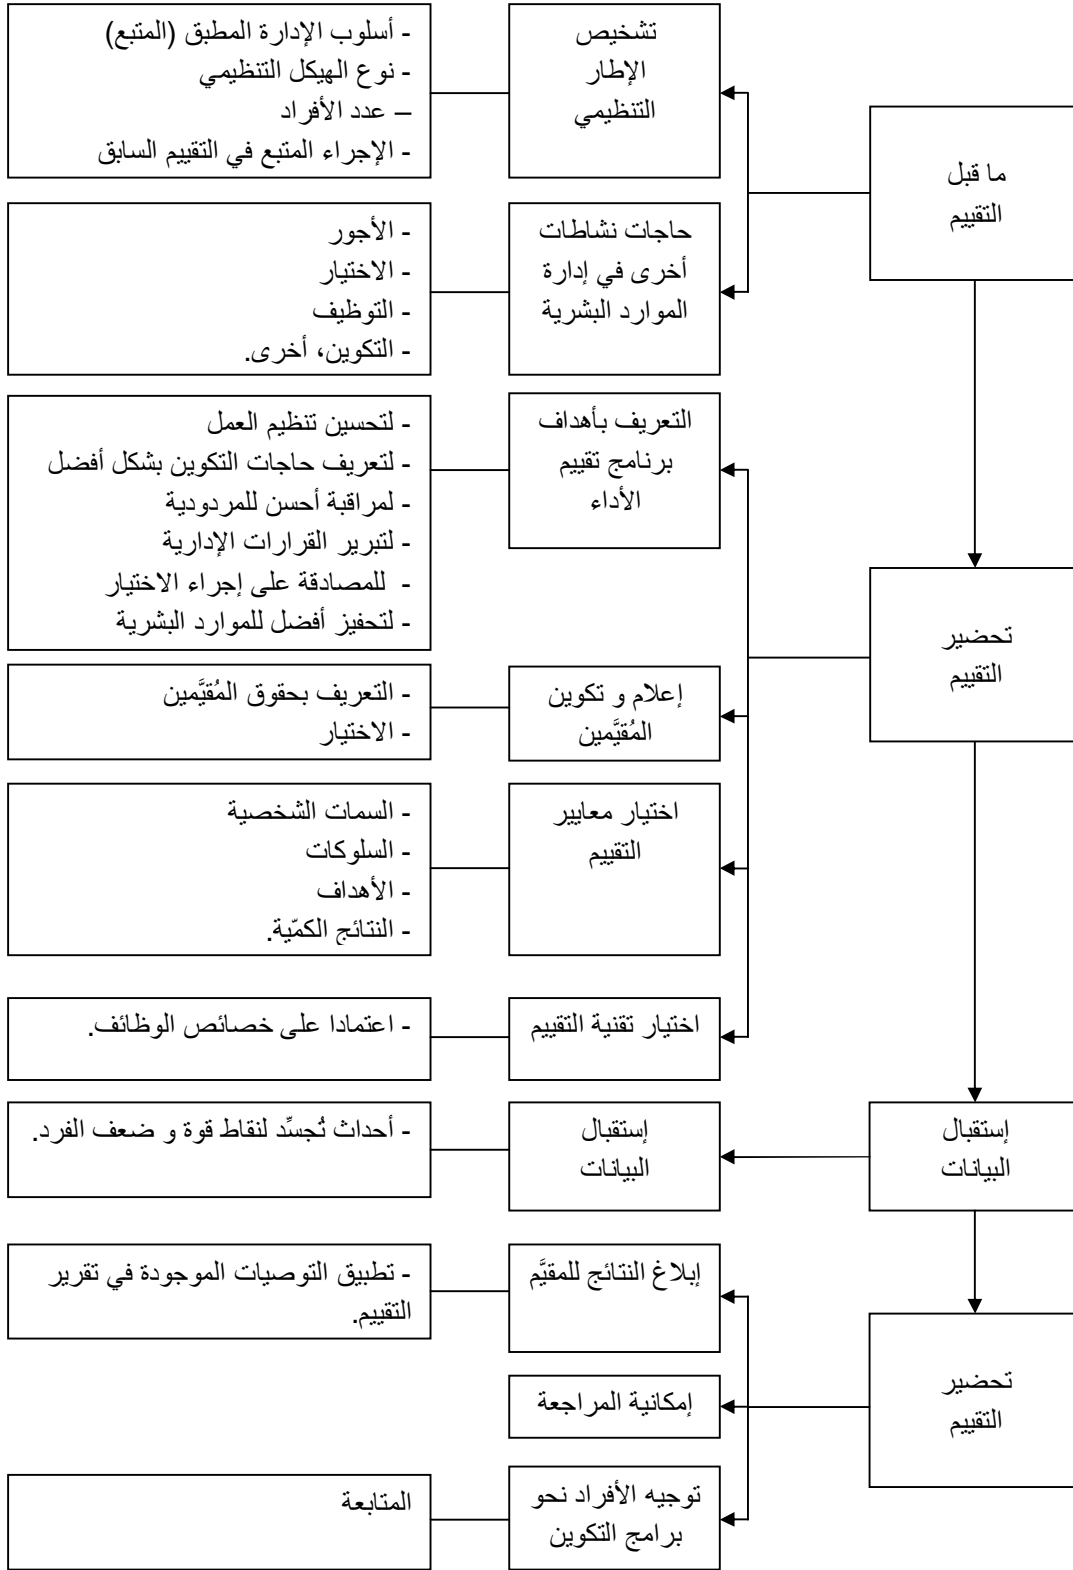 ما قبل
التقييم
تشخيص
الإطار
التنظيمي
- أسلوب الإدارة المطبق (المتبع)
- نوع الهيكل التنظيمي
– عدد الأفراد
- الإجراء المتبع في التقييم السابق
حاجات نشاطات
أخرى في إدارة
الموارد البشرية
- الأجور
- الاختيار
- التوظيف
- التكوين، أخرى.
تحضير
التقييم
التعريف بأهداف
برنامج تقييم
الأداء
- لتحسين تنظيم العمل
- لتعريف حاجات التكوين بشكل أفضل
- لمراقبة أحسن للمردودية
- لتبرير القرارات الإدارية
- للمصادقة على إجراء الاختيار
- لتحفيز أفضل للموارد البشرية
إعلام و تكوين
المُقيَّمين
- التعريف بحقوق المُقيَّمين
- الاختيار
اختيار معايير
التقييم
- السمات الشخصية
- السلوكات
- الأهداف
- النتائج الكمّية.
اختيار تقنية التقييم
- اعتمادا على خصائص الوظائف.
إستقبال
البيانات
إستقبال
البيانات
- أحداث تُجسِّد لنقاط قوة و ضعف الفرد.
تحضير
التقييم
إبلاغ النتائج للمقيَّم
- تطبيق التوصيات الموجودة في تقرير
التقييم.
إمكانية المراجعة
توجيه الأفراد نحو
برامج التكوين
المتابعة